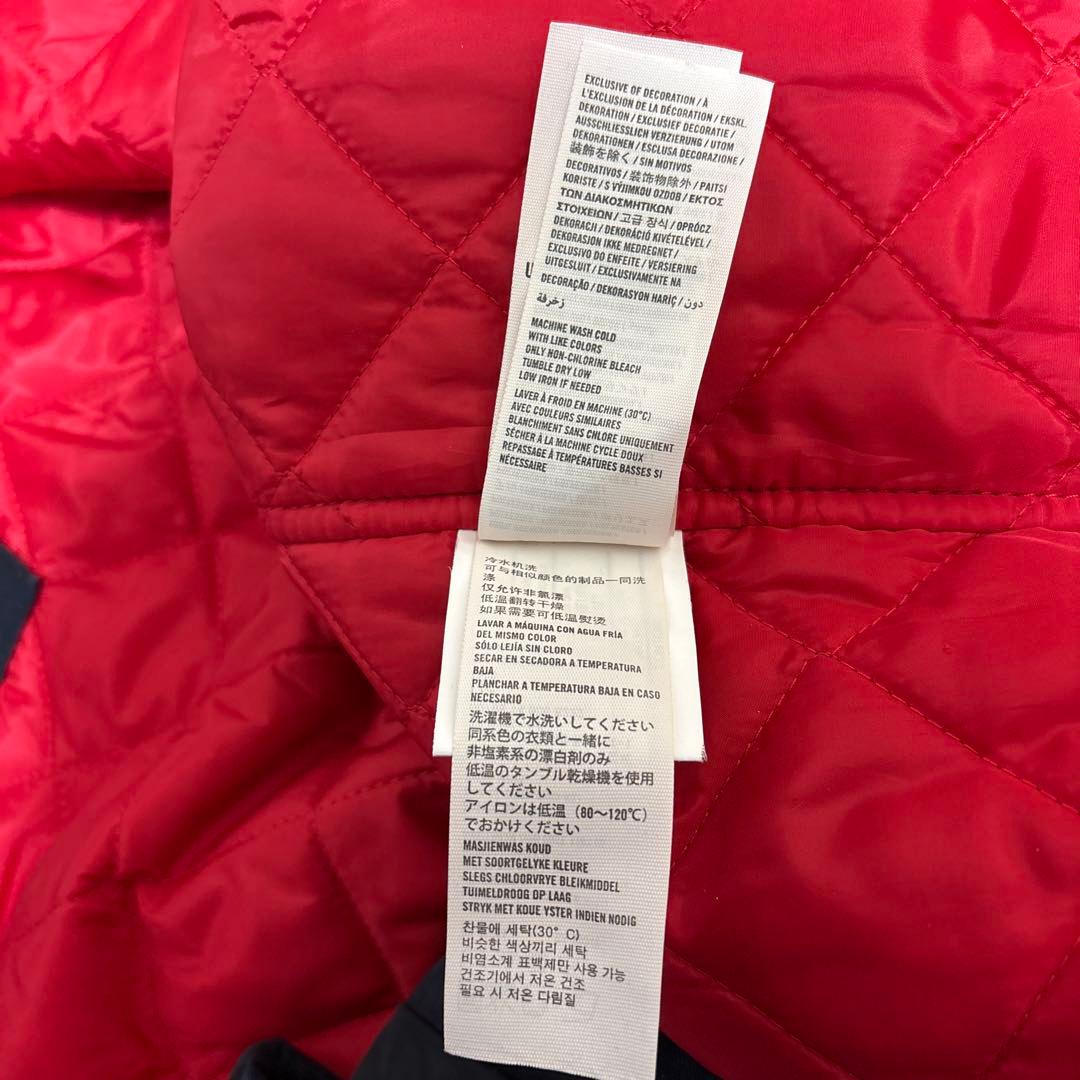 EXCLUSIVE OF DECORATION / À
L'EXCLUSION DE LA DÉCORATION / EKSKL.
DEKORATION / EXCLUSIEF DECORATIE /
AUSSCHLIESSLICH VERZIERUNG / UTOM
DEKORATIONEN / ESCLUSA DECORAZIONE /
装飾を除く / SIN MOTIVOS
DECORATIVOS / 装饰物除外 / PAITSI
KORISTE / S VÝJIMKOU OZDOB / ΕΚΤΟΣ
ΤΩΝ ΔΙΑΚΟΣΜΗΤΙΚΩΝ
ΣΤΟΙΧΕΙΩΝ / 고급 장식 / OPRÓCZ
DEKORACJI / DEKORÁCIÓ KIVÉTELÉVEL /
DEKORASJON IKKE MEDREGNET /
EXCLUSIVO DO ENFEITE / VERSIERING
UITGESLUIT / EXCLUSIVAMENTE NA
DECORAÇÃO / DEKORASYON HARİÇ / دون
زخرفة
MACHINE WASH COLD
WITH LIKE COLORS
ONLY NON-CHLORINE BLEACH
TUMBLE DRY LOW
LOW IRON IF NEEDED
LAVER À FROID EN MACHINE (30°C)
AVEC COULEURS SIMILAIRES
BLANCHIMENT SANS CHLORE UNIQUEMENT
SÉCHER À LA MACHINE CYCLE DOUX
REPASSAGE À TEMPÉRATURES BASSES SI
NÉCESSAIRE
冷水机洗
可与相似颜色的制品一同洗
涤
仅允许非氯漂
低温翻转干燥
如果需要可低温熨烫
LAVAR A MÁQUINA CON AGUA FRÍA
DEL MISMO COLOR
SÓLO LEJÍA SIN CLORO
SECAR EN SECADORA A TEMPERATURA
BAJA
PLANCHAR A TEMPERATURA BAJA EN CASO
NECESARIO
洗濯機で水洗いしてください
同系色の衣類と一緒に
非塩素系の漂白剤のみ
低温のタンブル乾燥機を使用
してください
アイロンは低温（80～120℃）
でおかけください
MASJIENWAS KOUD
MET SOORTGELYKE KLEURE
SLEGS CHLOORVRYE BLEIKMIDDEL
TUIMELDROOG OP LAAG
STRYK MET KOUE YSTER INDIEN NODIG
찬물에 세탁(30° C)
비슷한 색상끼리 세탁
비염소계 표백제만 사용 가능
건조기에서 저온 건조
필요 시 저온 다림질